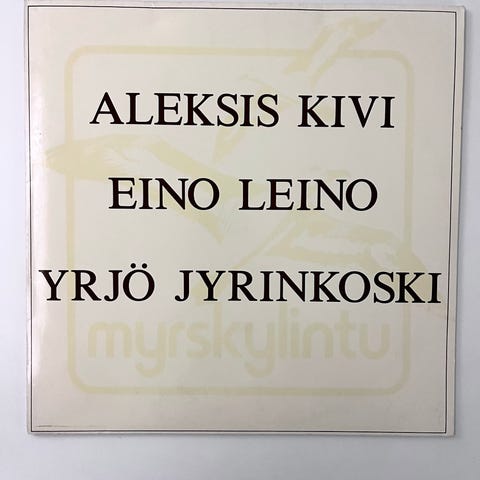 ALEKSIS KIVI
EINO LEINO
YRJÖ JYRINKOSKI
myrskylintu